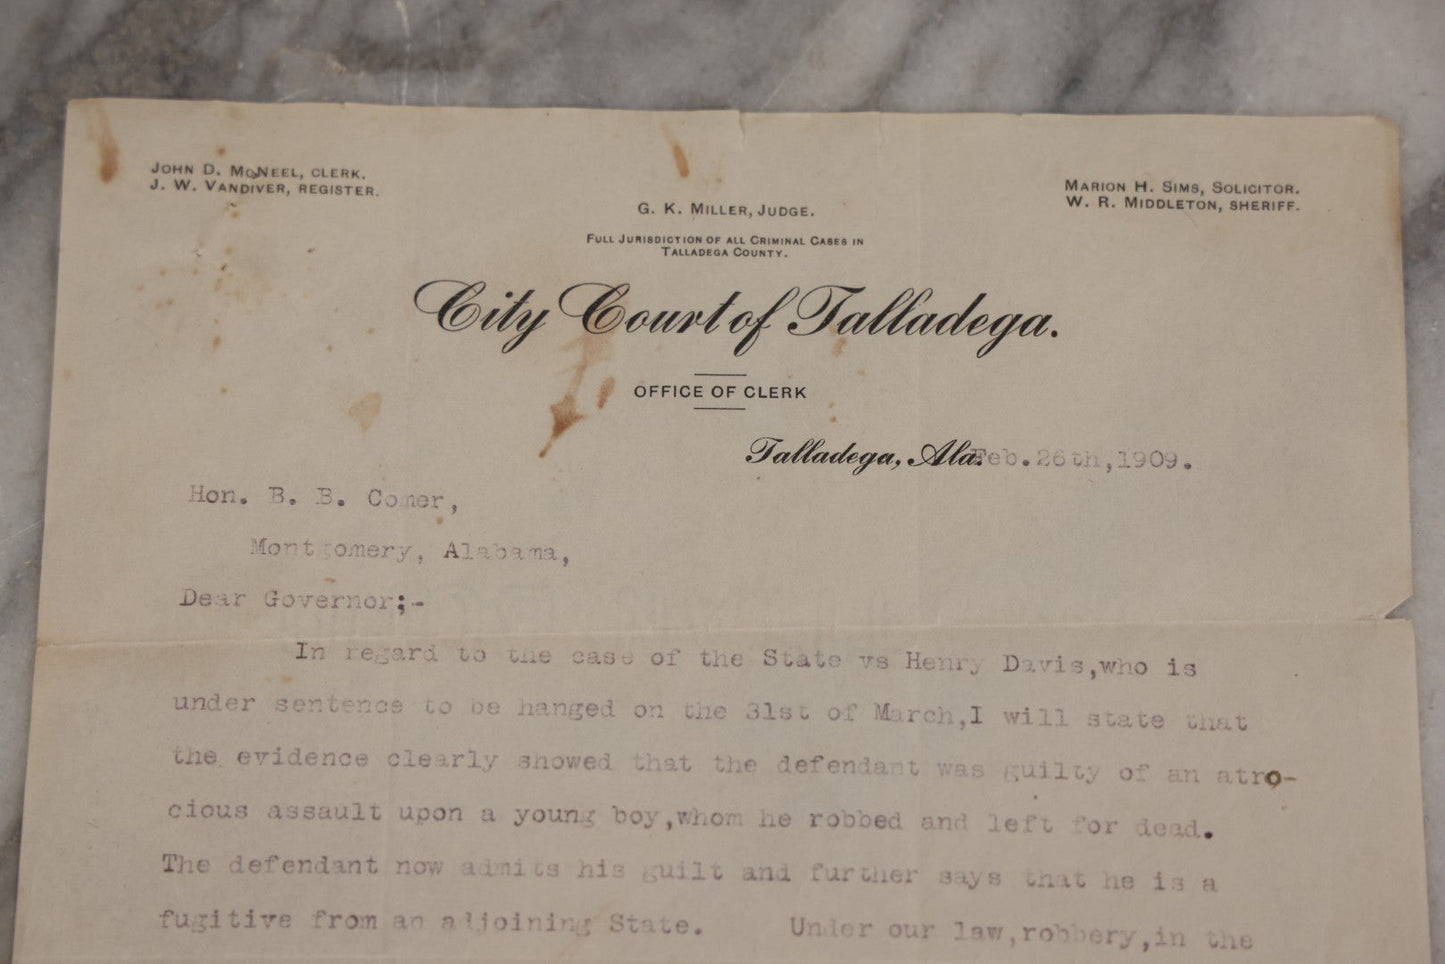 JOHN D. MCNEEL, CLERK.
J. W. VANDIVER, REGISTER.
MARION H. SIMS, SOLICITOR.
W. R. MIDDLETON, SHERIFF.
G. K. MILLER, JUDGE.
FULL JURISDICTION OF ALL CRIMINAL CASES IN
TALLADEGA COUNTY.
City Court of Talladega.
OFFICE OF CLERK
Talladega, Ala. Feb. 26th, 1909.
Hon. B. B. Comer,
Montgomery, Alabama,
Dear Governor;-
In regard to the case of the State vs Henry Davis,who is
under sentence to be hanged on the 31st of March,I will state that
the evidence clearly showed that the defendant was guilty of an atro-
cious assault upon a young boy,whom he robbed and left for dead.
The defendant now admits his guilt and further says that he is a
fugitive from an adjoining State. Under our law,robbery,in the